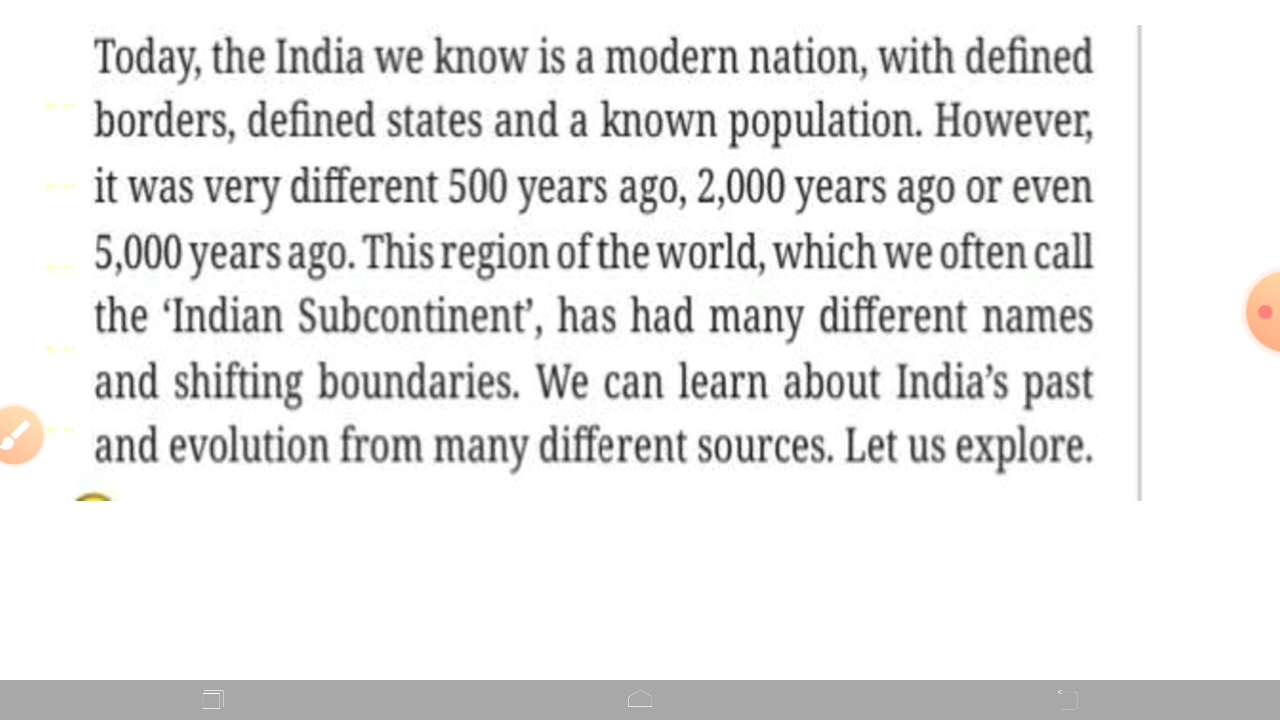 Today, the India we know is a modern nation, with defined
borders, defined states and a known population. However,
it was very different 500 years ago, 2,000 years ago or even
5,000 years ago. This region of the world, which we often call
the ‘Indian Subcontinent’, has had many different names
and shifting boundaries. We can learn about India’s past
and evolution from many different sources. Let us explore.